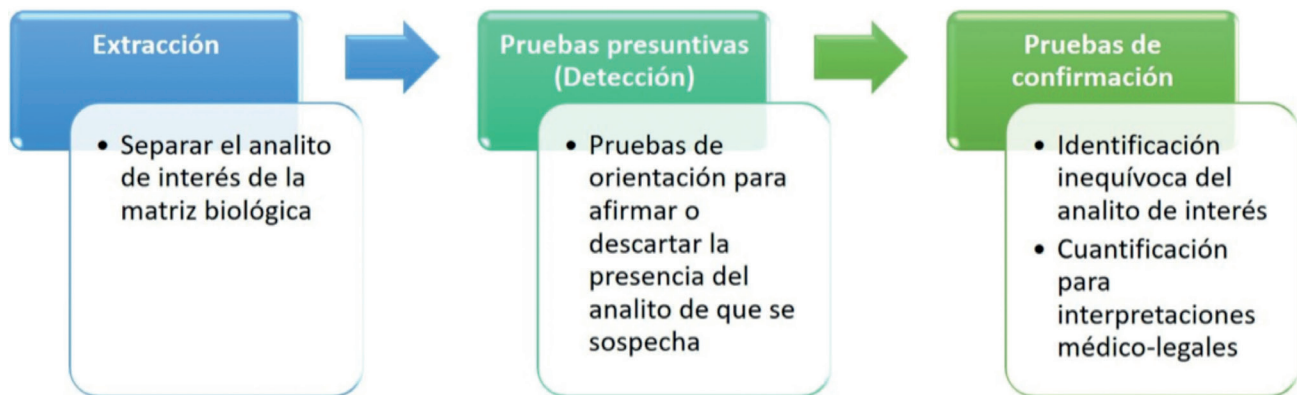 Extracción
• Separar el analito
de interés de la
matriz biológica
Pruebas presuntivas
(Detección)
• Pruebas de
orientación para
afirmar o
descartar la
presencia del
analito de que se
sospecha
Pruebas de
confirmación
• Identificación
inequívoca del
analito de interés
• Cuantificación
para
interpretaciones
médico-legales